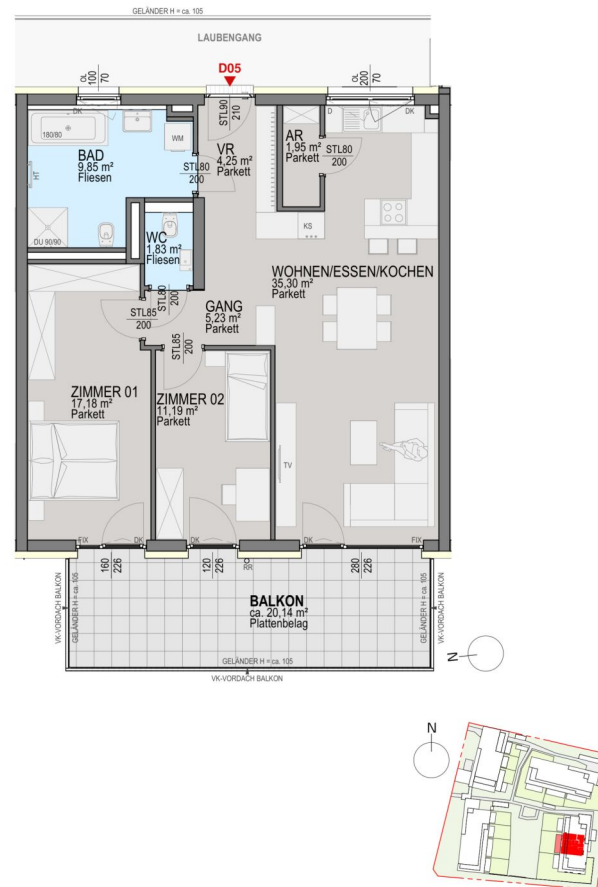 GELÄNDER H = ca. 105
LAUBENGANG
D05
OL 100
70
OL 200
70
STL90
210
DK
180/80
WM
HT
BAD
9,85 m²
Fliesen
DU 90/90
STL80
200
VR
4,25 m²
Parkett
AR
1,95 m²
Parkett
STL80
200
D
DK
KS
WC
1,83 m²
Fliesen
STL80
200
GANG
5,23 m²
Parkett
WOHNEN/ESSEN/KOCHEN
35,30 m²
Parkett
STL85
200
STL85
200
ZIMMER 01
17,18 m²
Parkett
ZIMMER 02
11,19 m²
Parkett
TV
FIX
DK
DK
DK
FIX
160
226
120
226
RR
280
226
VK-VORDACH BALKON
GELÄNDER H = ca. 105
BALKON
ca. 20,14 m²
Plattenbelag
GELÄNDER H = ca. 105
VK-VORDACH BALKON
GELÄNDER H = ca. 105
VK-VORDACH BALKON
N
N